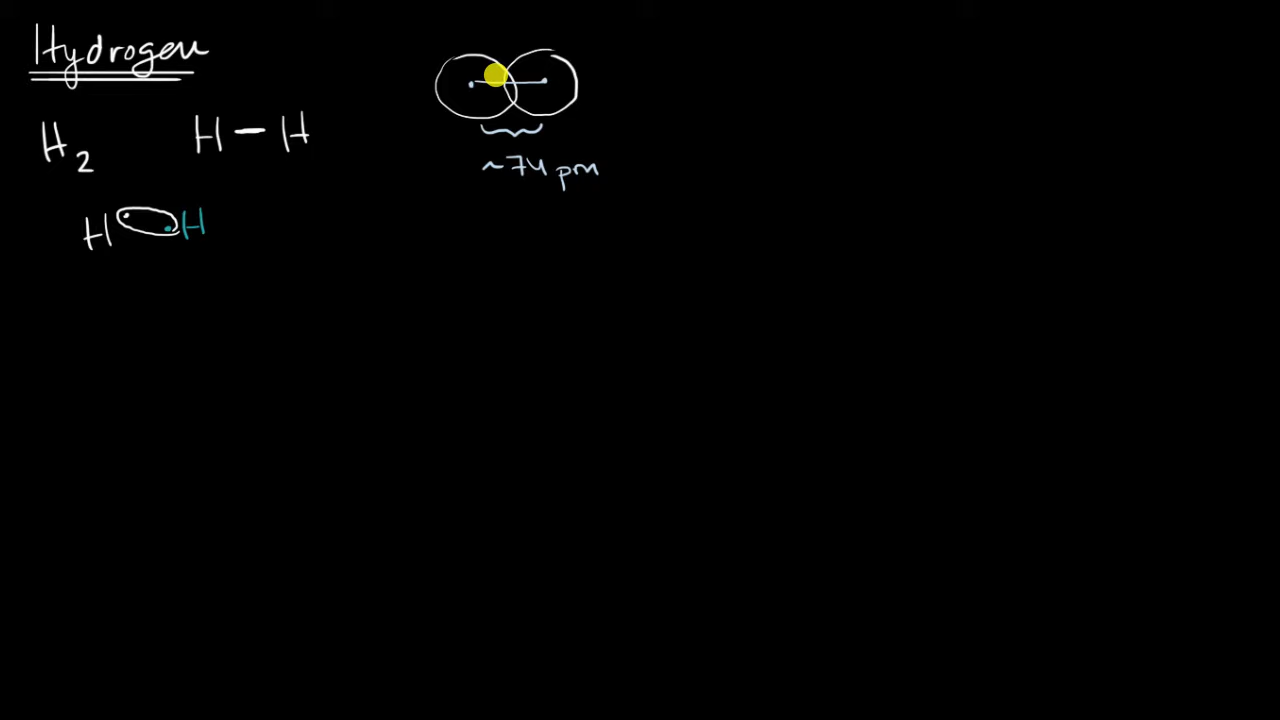 Hydrogen
H₂
H–H
H··H
~74 pm